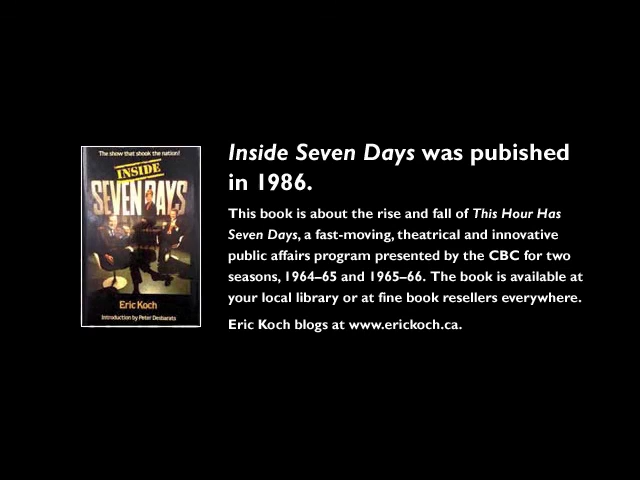 The show that shook the nation!
INSIDE
SEVEN DAYS
Eric Koch
Introduction by Peter Desbarats
Inside Seven Days was pubished
in 1986.
This book is about the rise and fall of This Hour Has
Seven Days, a fast-moving, theatrical and innovative
public affairs program presented by the CBC for two
seasons, 1964–65 and 1965–66. The book is available at
your local library or at fine book resellers everywhere.
Eric Koch blogs at www.erickoch.ca.